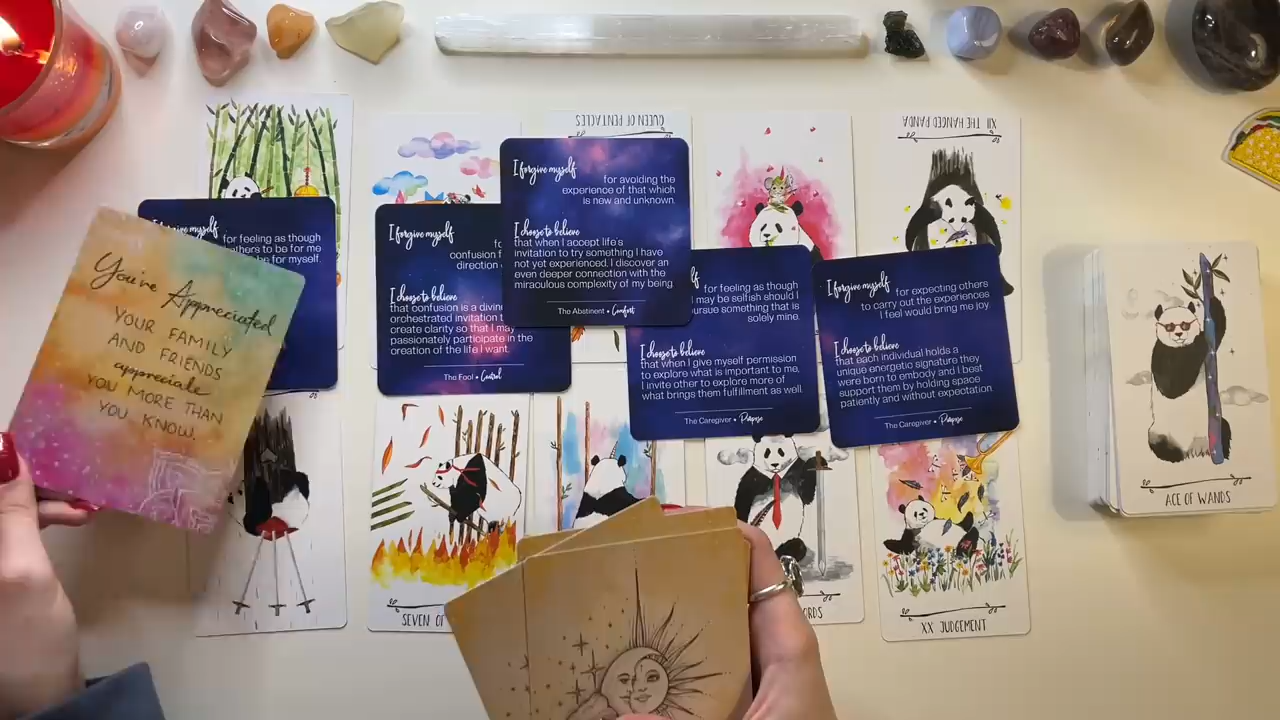 QUEEN OF PENTACLES
XII THE HANGED PANDA
You're Appreciated
YOUR FAMILY
AND FRIENDS
appreciate
YOU MORE THAN
YOU KNOW.
I forgive myself
for feeling as though
others to be for me
be for myself.
I forgive myself
confusion
direction
I choose to believe
that confusion is a
orchestrated invitation
create clarity so that I may
passionately participate in the
creation of the life I want.
The Fool • Control
I forgive myself
for avoiding the
experience of that which
is new and unknown.
I choose to believe
that when I accept life's
invitation to try something I have
not yet experienced, I discover an
even deeper connection with the
miraculous complexity of my being.
The Abstinent • Comfort
for feeling as though
I may be selfish should I
pursue something that is
solely mine.
I choose to believe
that when I give myself permission
to explore what is important to me,
I invite other to explore more of
what brings them fulfillment as well.
The Caregiver • Purpose
I forgive myself
for expecting others
to carry out the experiences
I feel would bring me joy
I choose to believe
that each individual holds a
unique energetic signature they
were born to embody and I best
support them by holding space
patiently and without expectation.
The Caregiver • Purpose
ACE OF WANDS
SEVEN OF
XX JUDGEMENT